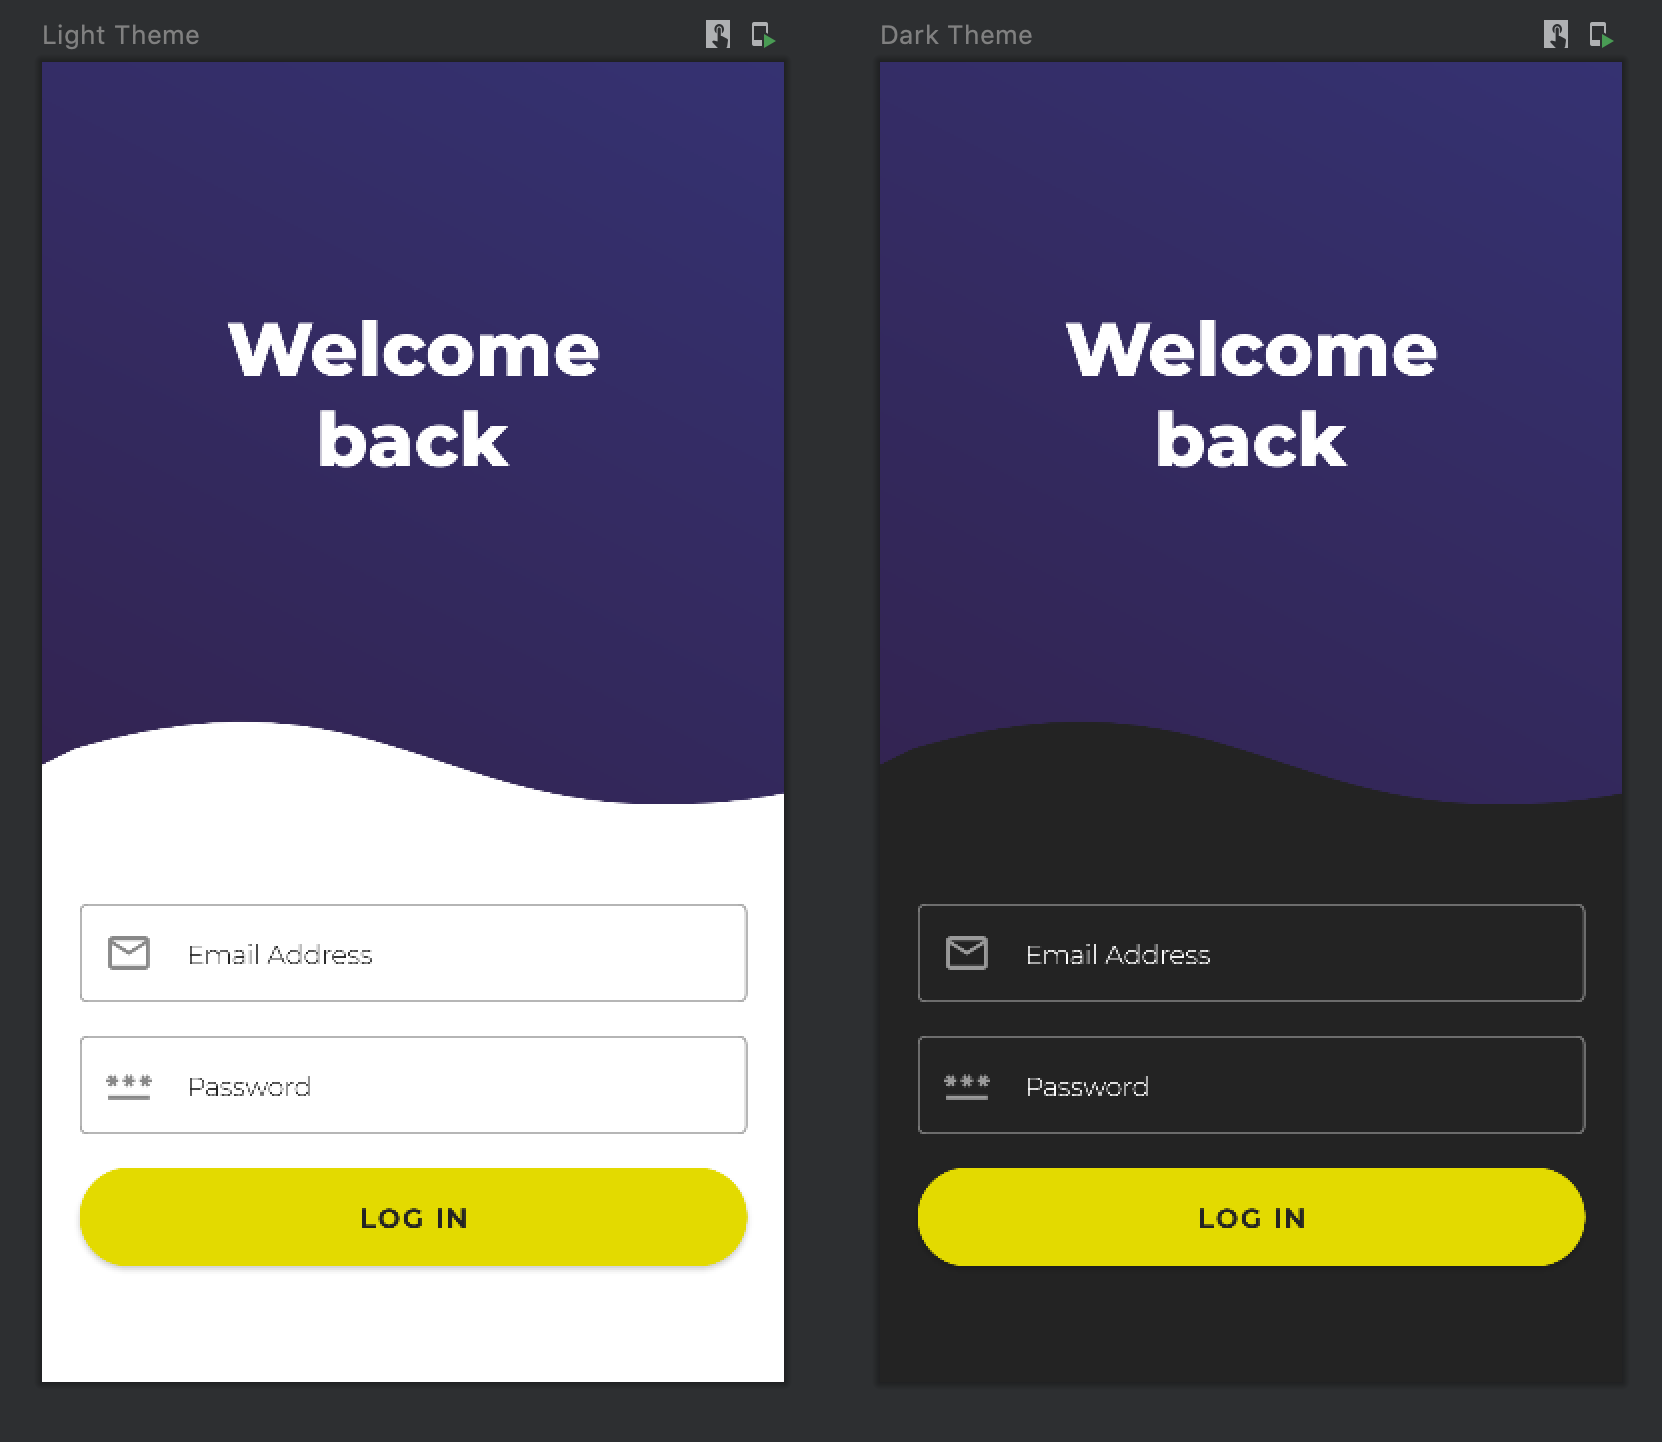 Light Theme
Welcome
back
Email Address
Password
LOG IN
Dark Theme
Welcome
back
Email Address
Password
LOG IN